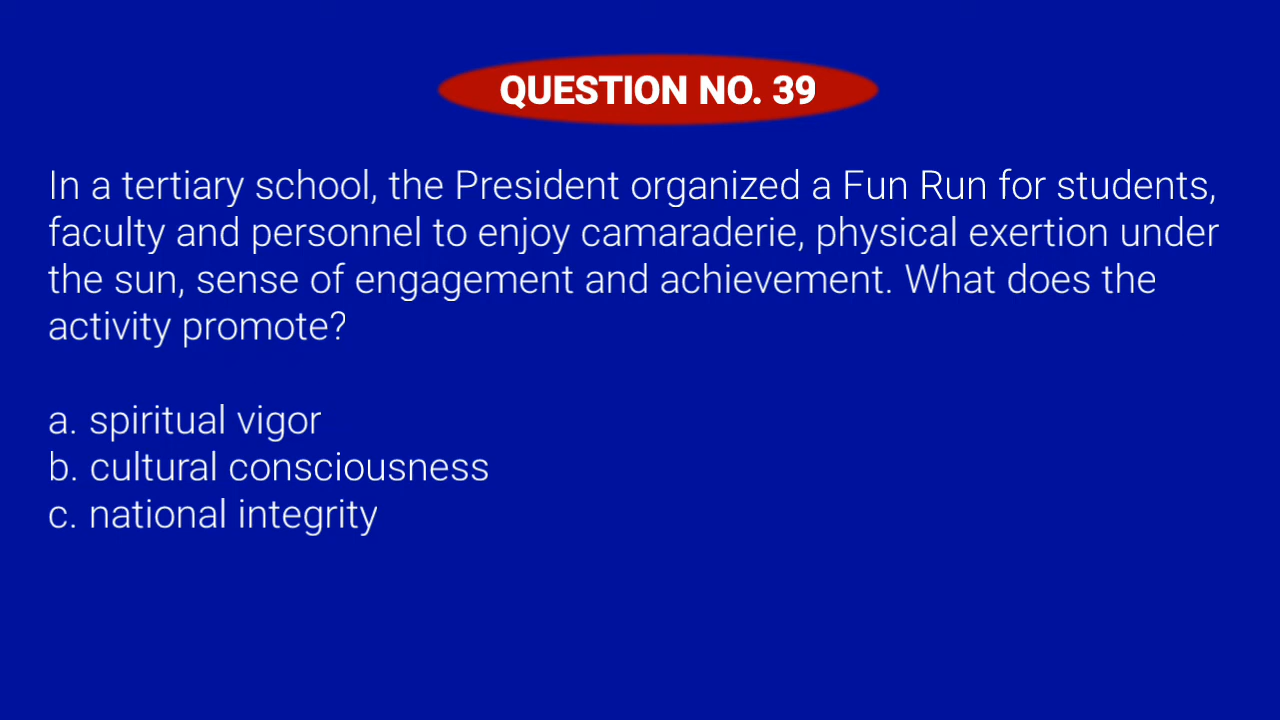 QUESTION NO. 39
In a tertiary school, the President organized a Fun Run for students,
faculty and personnel to enjoy camaraderie, physical exertion under
the sun, sense of engagement and achievement. What does the
activity promote?
a. spiritual vigor
b. cultural consciousness
c. national integrity